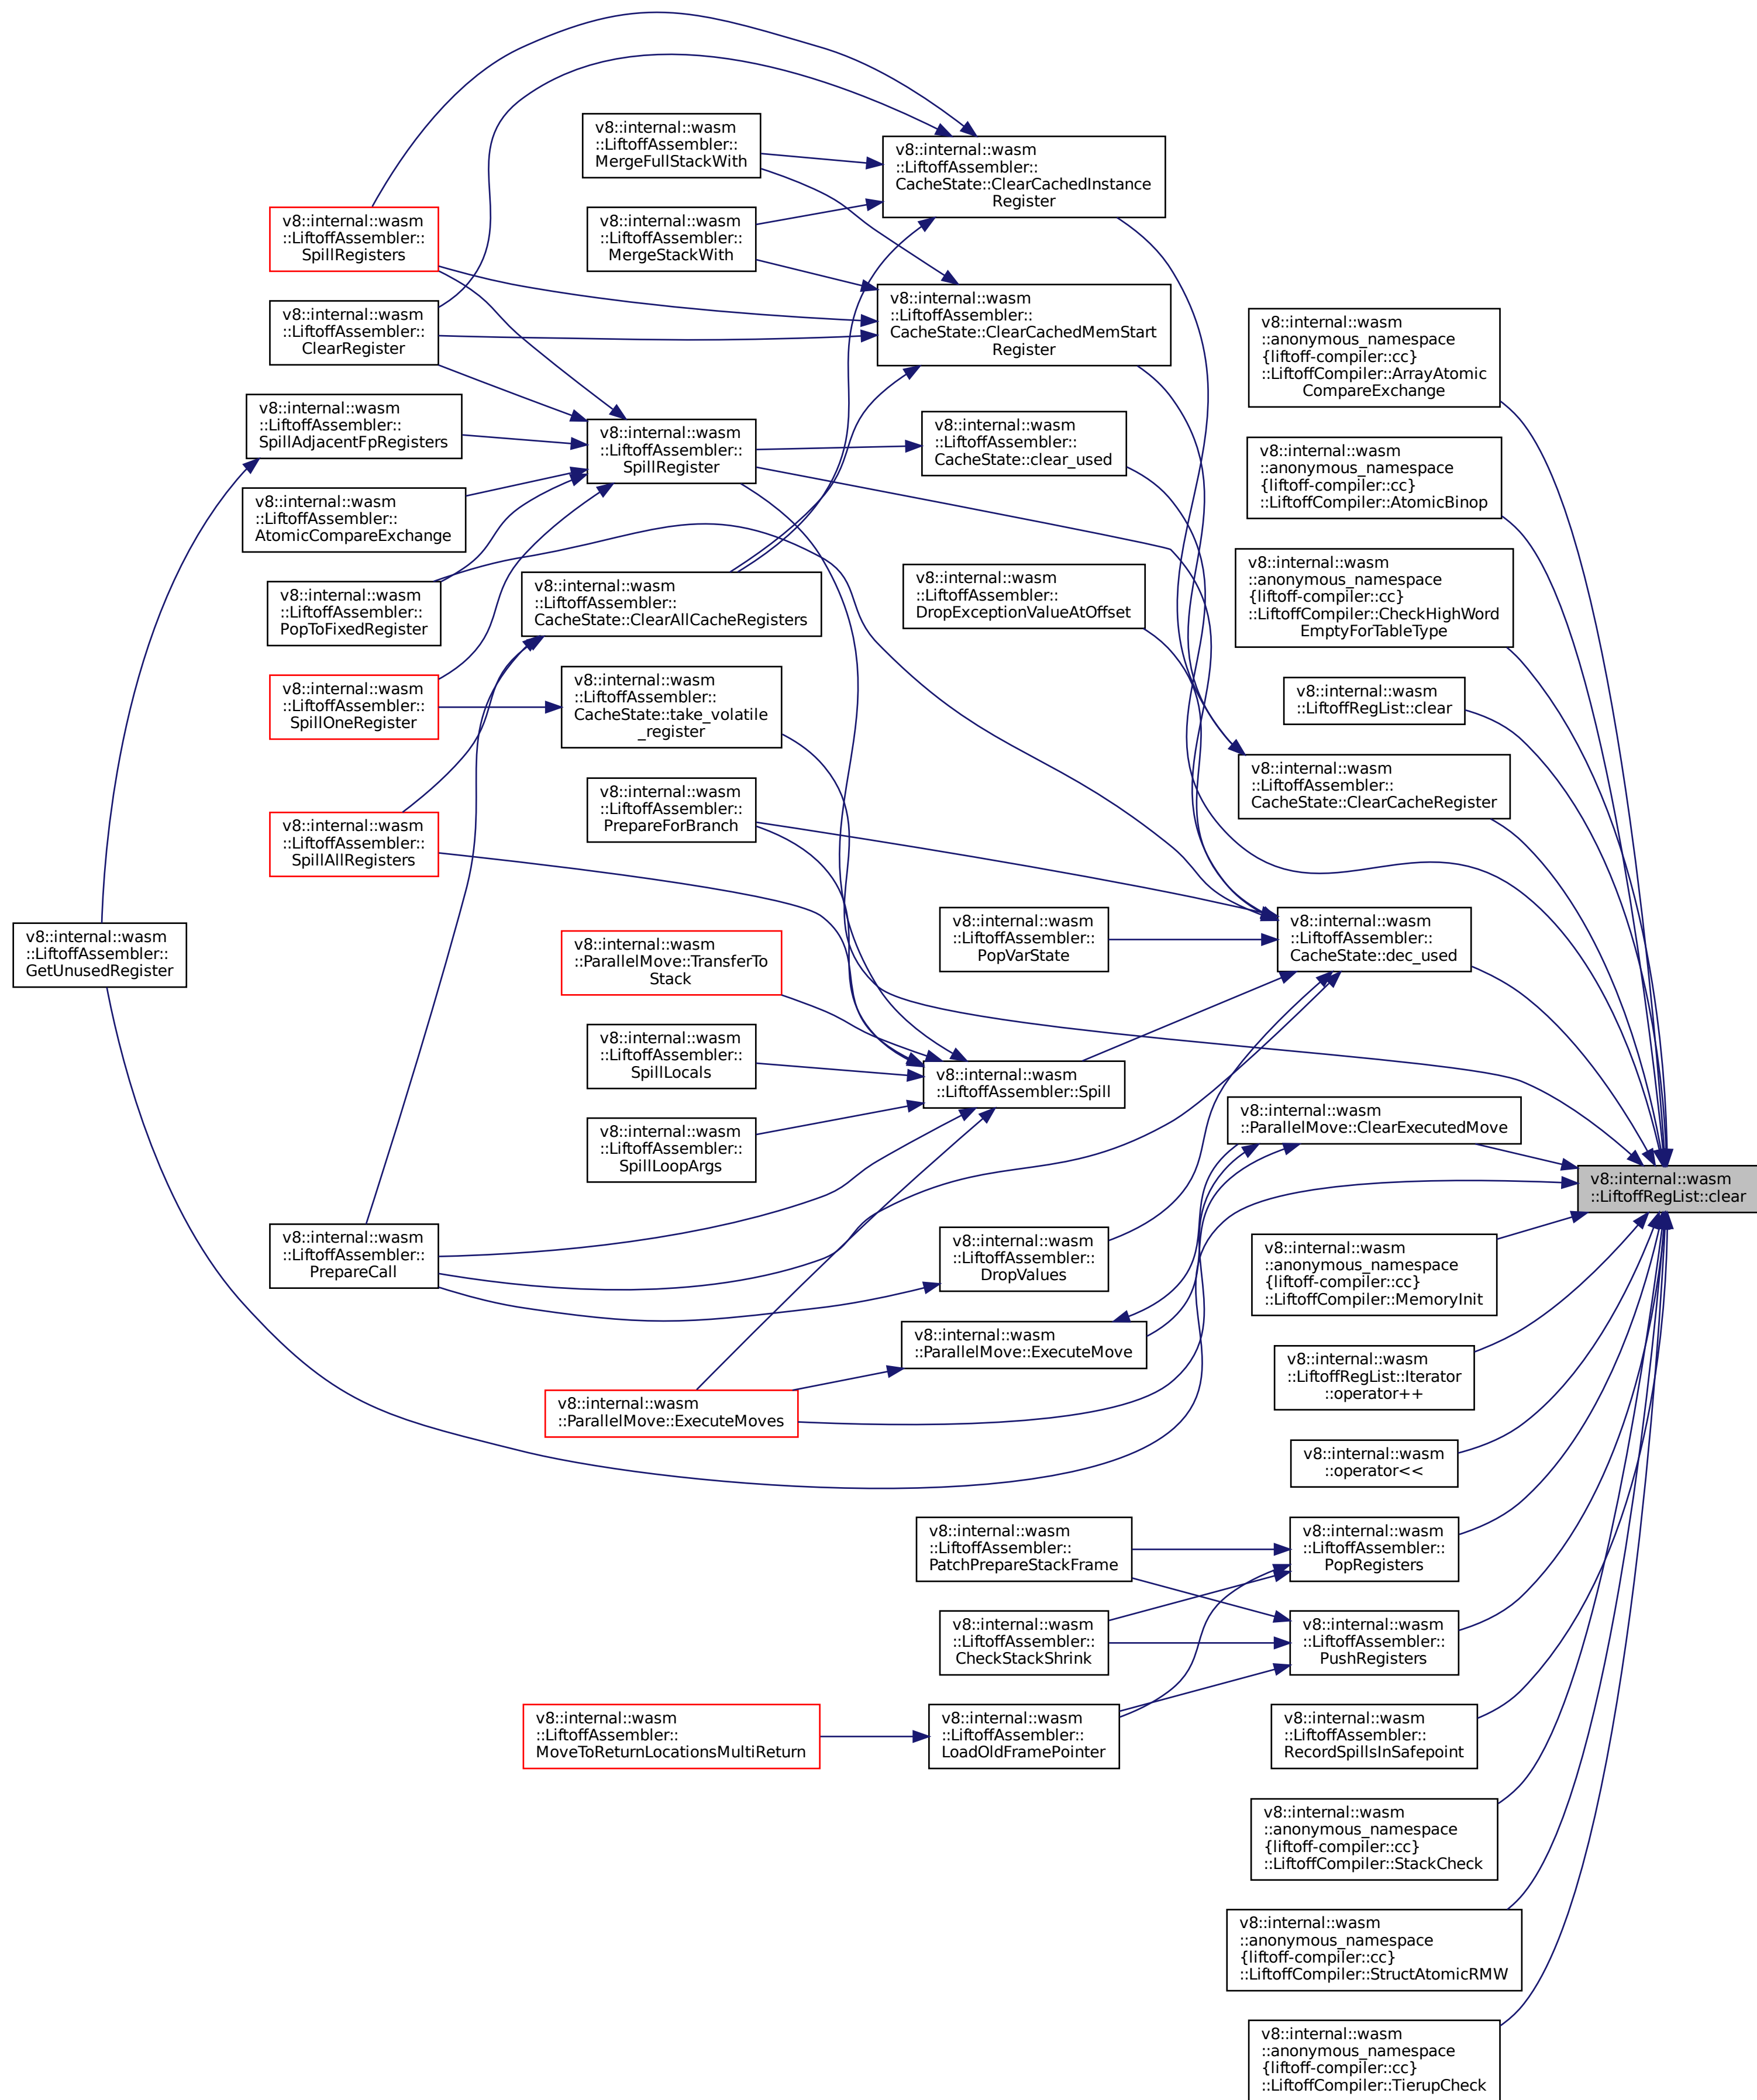 v8::internal::wasm
::LiftoffAssembler::
MergeFullStackWith
v8::internal::wasm
::LiftoffAssembler::
CacheState::ClearCachedInstance
Register
v8::internal::wasm
::LiftoffAssembler::
SpillRegisters
v8::internal::wasm
::LiftoffAssembler::
MergeStackWith
v8::internal::wasm
::LiftoffAssembler::
CacheState::ClearCachedMemStart
Register
v8::internal::wasm
::LiftoffAssembler::
ClearRegister
v8::internal::wasm
::anonymous_namespace
{liftoff-compiler::cc}
::LiftoffCompiler::ArrayAtomic
CompareExchange
v8::internal::wasm
::LiftoffAssembler::
SpillAdjacentFpRegisters
v8::internal::wasm
::LiftoffAssembler::
SpillRegister
v8::internal::wasm
::LiftoffAssembler::
CacheState::clear_used
v8::internal::wasm
::anonymous_namespace
{liftoff-compiler::cc}
::LiftoffCompiler::AtomicBinop
v8::internal::wasm
::LiftoffAssembler::
AtomicCompareExchange
v8::internal::wasm
::anonymous_namespace
{liftoff-compiler::cc}
::LiftoffCompiler::CheckHighWord
EmptyForTableType
v8::internal::wasm
::LiftoffAssembler::
PopToFixedRegister
v8::internal::wasm
::LiftoffAssembler::
CacheState::ClearAllCacheRegisters
v8::internal::wasm
::LiftoffAssembler::
DropExceptionValueAtOffset
v8::internal::wasm
::LiftoffAssembler::
SpillOneRegister
v8::internal::wasm
::LiftoffAssembler::
CacheState::take_volatile
_register
v8::internal::wasm
::LiftoffRegList::clear
v8::internal::wasm
::LiftoffAssembler::
CacheState::ClearCacheRegister
v8::internal::wasm
::LiftoffAssembler::
PrepareForBranch
v8::internal::wasm
::LiftoffAssembler::
SpillAllRegisters
v8::internal::wasm
::LiftoffAssembler::
GetUnusedRegister
v8::internal::wasm
::ParallelMove::TransferTo
Stack
v8::internal::wasm
::LiftoffAssembler::
PopVarState
v8::internal::wasm
::LiftoffAssembler::
CacheState::dec_used
v8::internal::wasm
::LiftoffAssembler::
SpillLocals
v8::internal::wasm
::LiftoffAssembler::Spill
v8::internal::wasm
::ParallelMove::ClearExecutedMove
v8::internal::wasm
::LiftoffAssembler::
SpillLoopArgs
v8::internal::wasm
::LiftoffRegList::clear
v8::internal::wasm
::LiftoffAssembler::
PrepareCall
v8::internal::wasm
::LiftoffAssembler::
DropValues
v8::internal::wasm
::anonymous_namespace
{liftoff-compiler::cc}
::LiftoffCompiler::MemoryInit
v8::internal::wasm
::ParallelMove::ExecuteMove
v8::internal::wasm
::LiftoffRegList::Iterator
::operator++
v8::internal::wasm
::ParallelMove::ExecuteMoves
v8::internal::wasm
::operator<<
v8::internal::wasm
::LiftoffAssembler::
PatchPrepareStackFrame
v8::internal::wasm
::LiftoffAssembler::
PopRegisters
v8::internal::wasm
::LiftoffAssembler::
CheckStackShrink
v8::internal::wasm
::LiftoffAssembler::
PushRegisters
v8::internal::wasm
::LiftoffAssembler::
MoveToReturnLocationsMultiReturn
v8::internal::wasm
::LiftoffAssembler::
LoadOldFramePointer
v8::internal::wasm
::LiftoffAssembler::
RecordSpillsInSafepoint
v8::internal::wasm
::anonymous_namespace
{liftoff-compiler::cc}
::LiftoffCompiler::StackCheck
v8::internal::wasm
::anonymous_namespace
{liftoff-compiler::cc}
::LiftoffCompiler::StructAtomicRMW
v8::internal::wasm
::anonymous_namespace
{liftoff-compiler::cc}
::LiftoffCompiler::TierupCheck